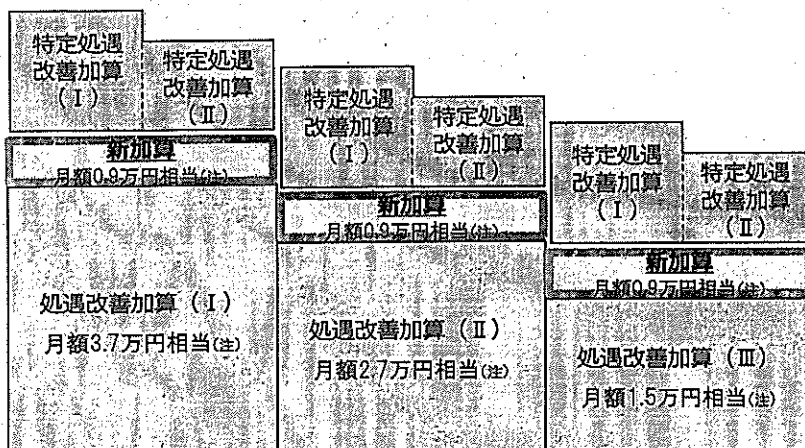 特定処遇
改善加算
(Ⅰ)
特定処遇
改善加算
(Ⅱ)
新加算
月額0.9万円相当(注)
処遇改善加算 (Ⅰ)
月額3.7万円相当(注)
特定処遇
改善加算
(Ⅰ)
特定処遇
改善加算
(Ⅱ)
新加算
月額0.9万円相当(注)
処遇改善加算 (Ⅱ)
月額2.7万円相当(注)
特定処遇
改善加算
(Ⅰ)
特定処遇
改善加算
(Ⅱ)
新加算
月額0.9万円相当(注)
処遇改善加算 (Ⅲ)
月額1.5万円相当(注)